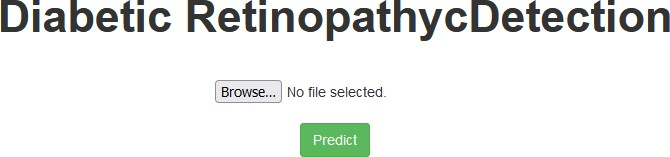 Diabetic RetinopathycDetection
Browse... No file selected.
Predict